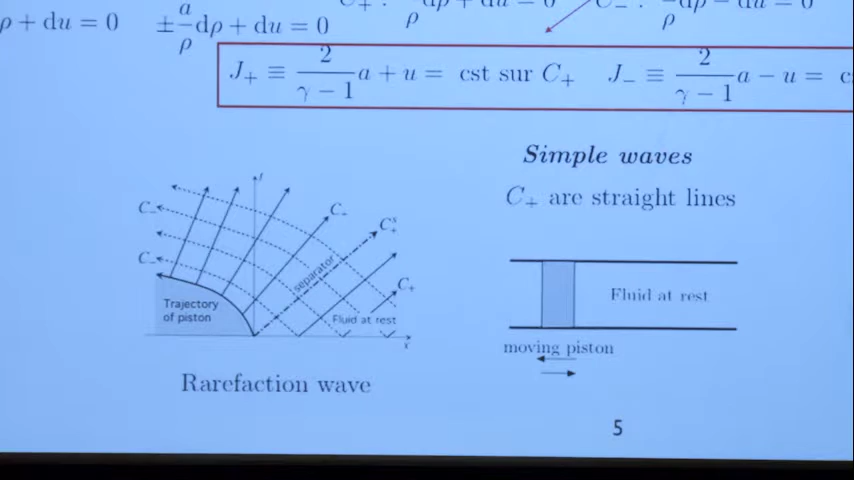 ρ + du = 0
± a/ρ dρ + du = 0
J₊ ≡ 2/(γ − 1) a + u = cst sur C₊
J₋ ≡ 2/(γ − 1) a − u =
Simple waves
C₊ are straight lines
C₋
C₋
C₋
C₊ˢ
separator
C₊
Trajectory
of piston
Fluid at rest
t
x
Rarefaction wave
Fluid at rest
moving piston
5